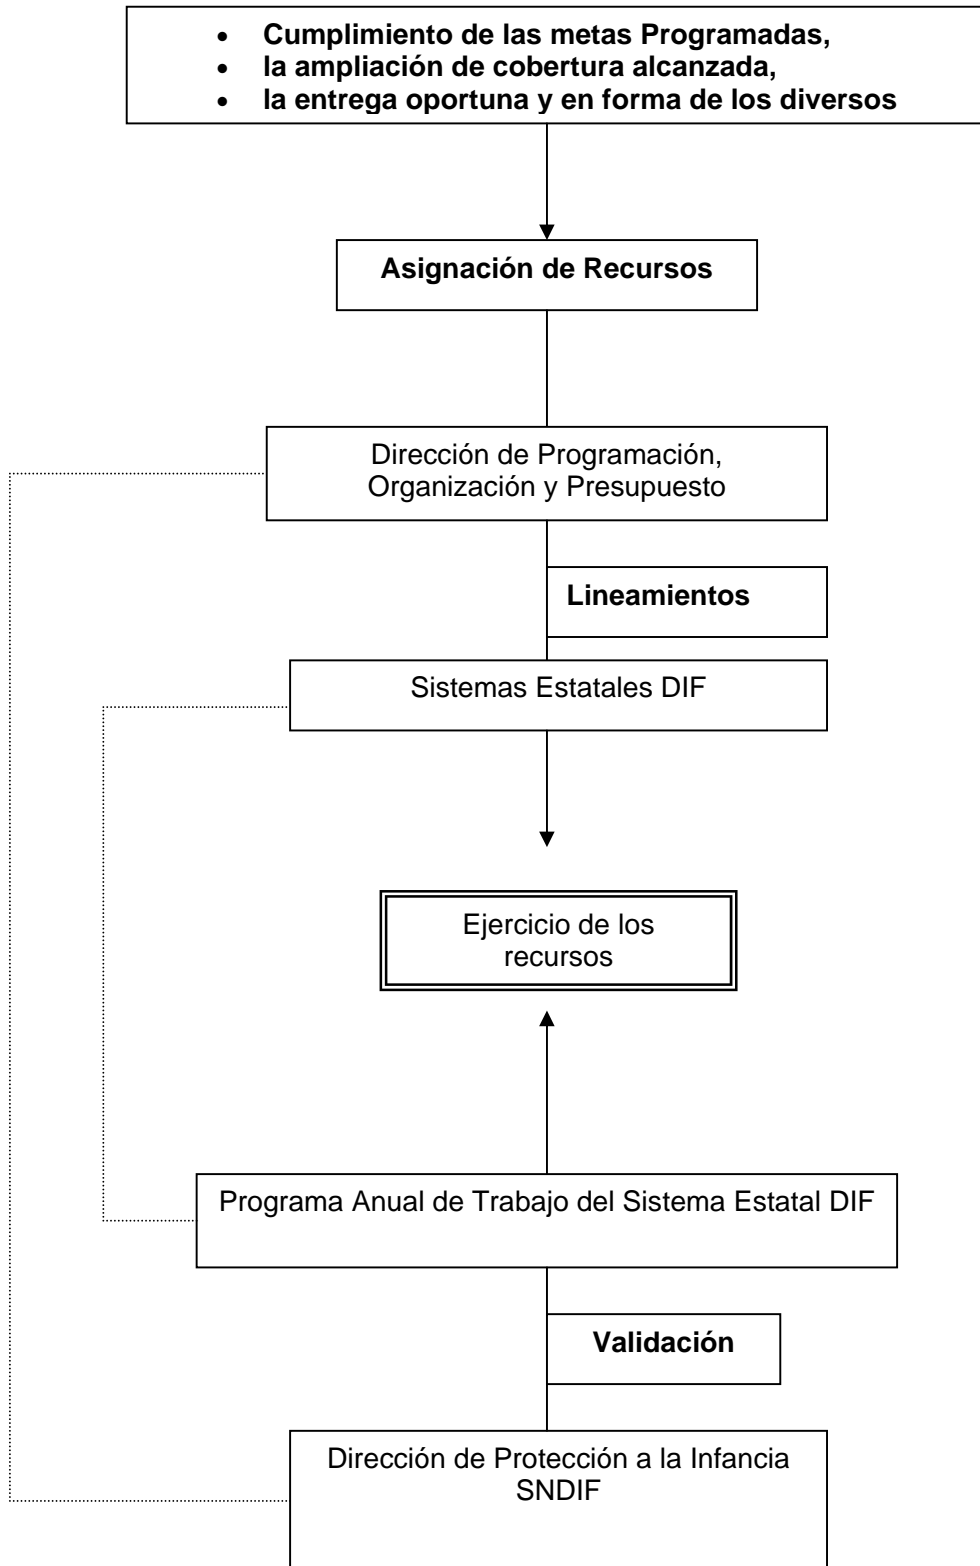 • Cumplimiento de las metas Programadas,
• la ampliación de cobertura alcanzada,
• la entrega oportuna y en forma de los diversos
Asignación de Recursos
Dirección de Programación,
Organización y Presupuesto
Lineamientos
Sistemas Estatales DIF
Ejercicio de los
recursos
Programa Anual de Trabajo del Sistema Estatal DIF
Validación
Dirección de Protección a la Infancia
SNDIF